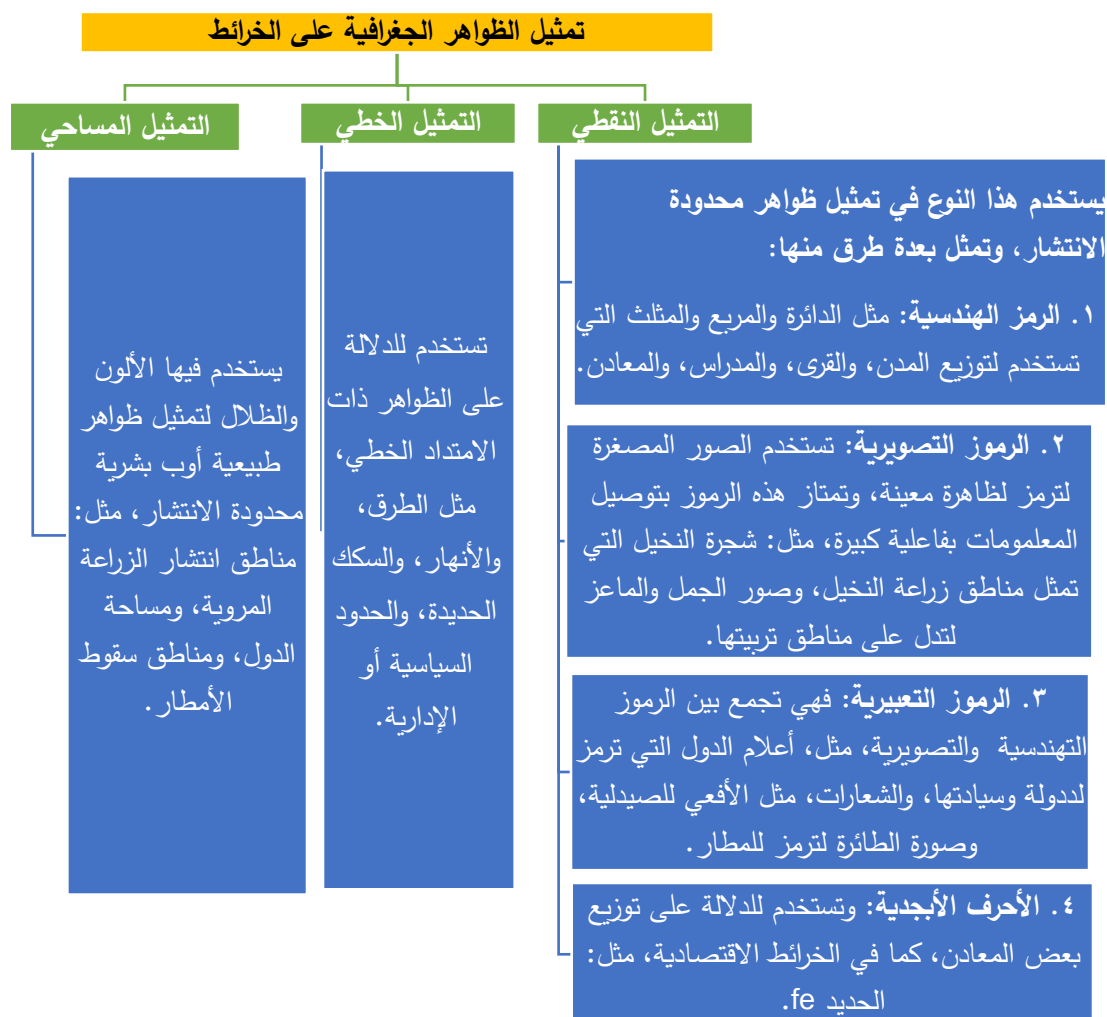 تمثيل الظواهر الجغرافية على الخرائط
التمثيل النقطي
يستخدم هذا النوع في تمثيل ظواهر محدودة
الانتشار، وتمثل بعدة طرق منها:
١. الرمز الهندسية: مثل الدائرة والمربع والمثلث التي
تستخدم لتوزيع المدن، والقرى، والمدراس، والمعادن.
٢. الرموز التصويرية: تستخدم الصور المصغرة
لترمز لظاهرة معينة، وتمتاز هذه الرموز بتوصيل
المعلمومات بفاعلية كبيرة، مثل: شجرة النخيل التي
تمثل مناطق زراعة النخيل، وصور الجمل والماعز
لتدل على مناطق تربيتها.
٣. الرموز التعبيرية: فهي تجمع بين الرموز
التهندسية والتصويرية، مثل، أعلام الدول التي ترمز
لددولة وسيادتها، والشعارات، مثل الأفعي للصيدلية،
وصورة الطائرة لترمز للمطار.
٤. الأحرف الأبجدية: وتستخدم للدلالة على توزيع
بعض المعادن، كما في الخرائط الاقتصادية، مثل:
الحديد fe.
التمثيل الخطي
تستخدم للدلالة
على الظواهر ذات
الامتداد الخطي،
مثل الطرق،
والأنهار، والسكك
الحديدة، والحدود
السياسية أو
الإدارية.
التمثيل المساحي
يستخدم فيها الألون
والظلال لتمثيل ظواهر
طبيعية أوب بشرية
محدودة الانتشار، مثل:
مناطق انتشار الزراعة
المروية، ومساحة
الدول، ومناطق سقوط
الأمطار.